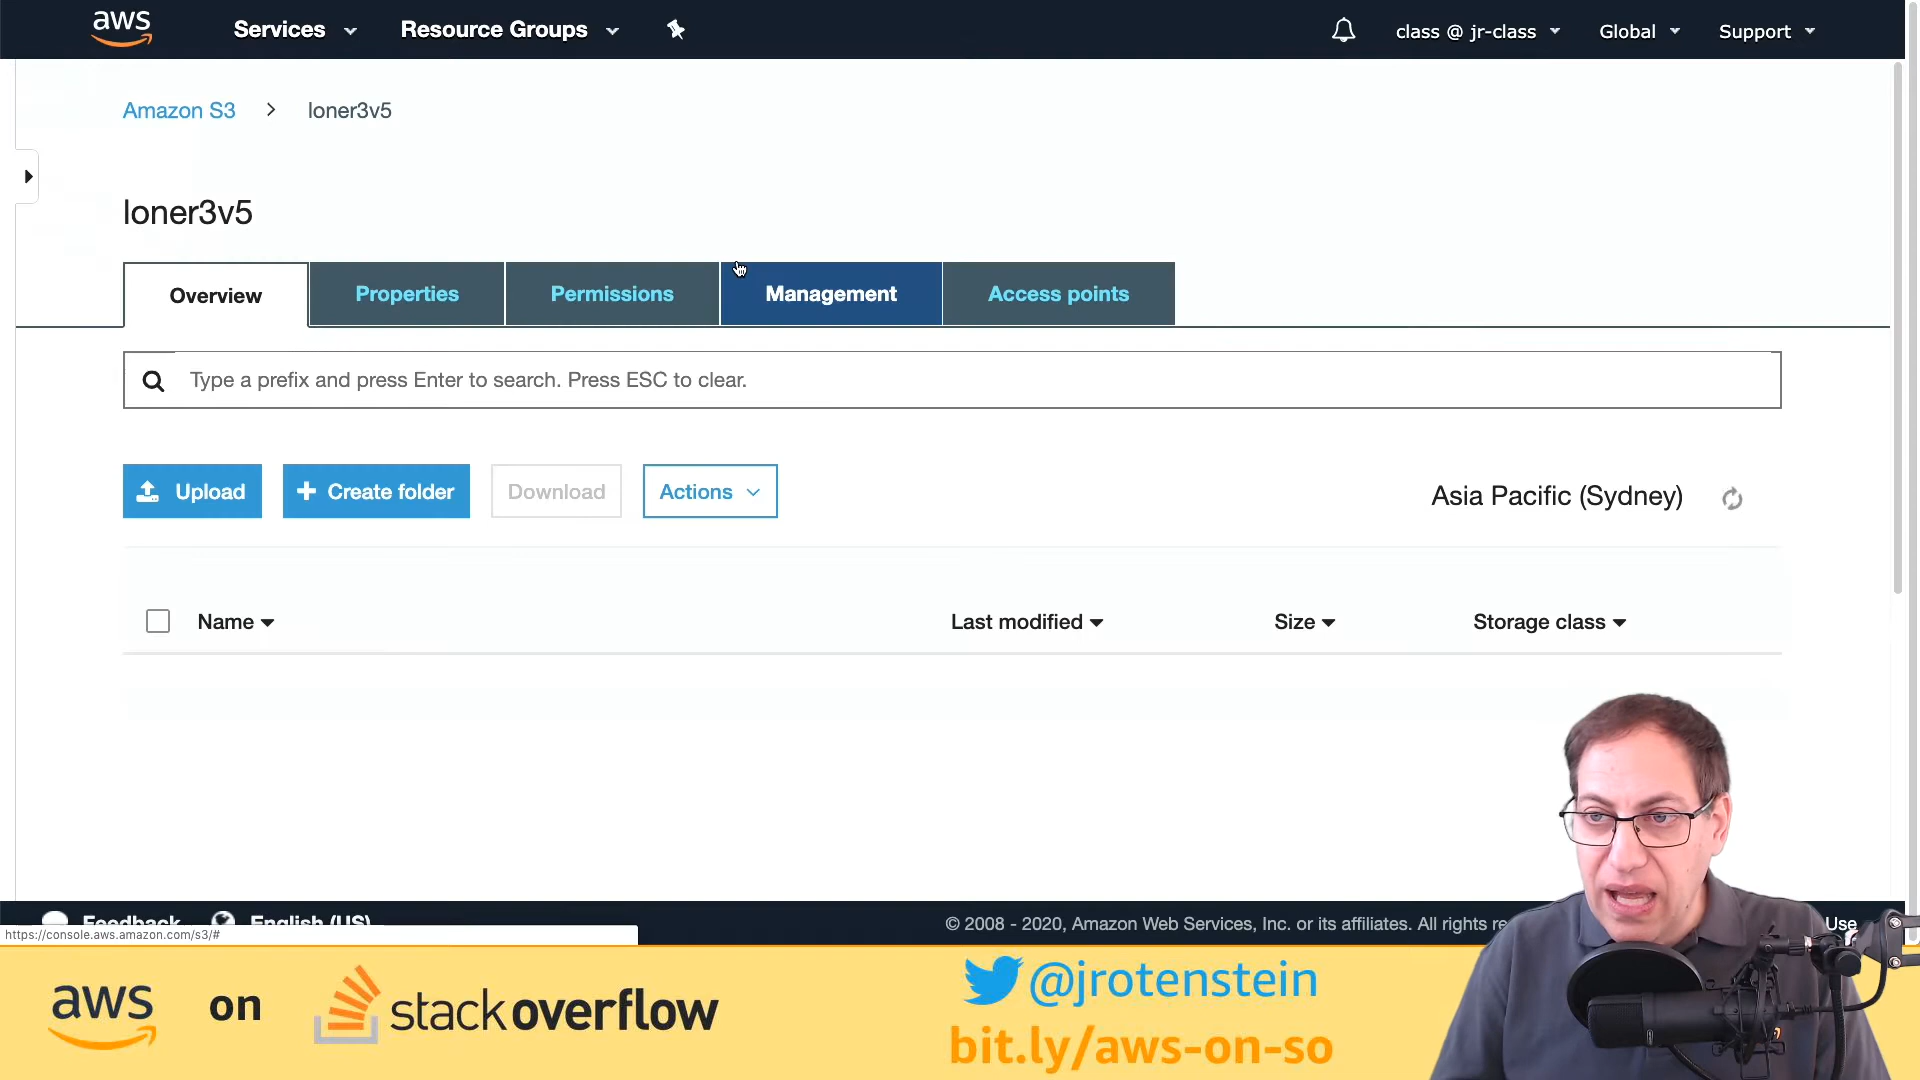 aws
Services
Resource Groups
class @ jr-class
Global
Support
Amazon S3
loner3v5
loner3v5
Overview
Properties
Permissions
Management
Access points
Type a prefix and press Enter to search. Press ESC to clear.
Upload
Create folder
Download
Actions
Asia Pacific (Sydney)
Name
Last modified
Size
Storage class
Feedback
English (US)
© 2008 - 2020, Amazon Web Services, Inc. or its affiliates. All rights
Use
https://console.aws.amazon.com/s3/#
aws on stackoverflow
@jrotenstein
bit.ly/aws-on-so